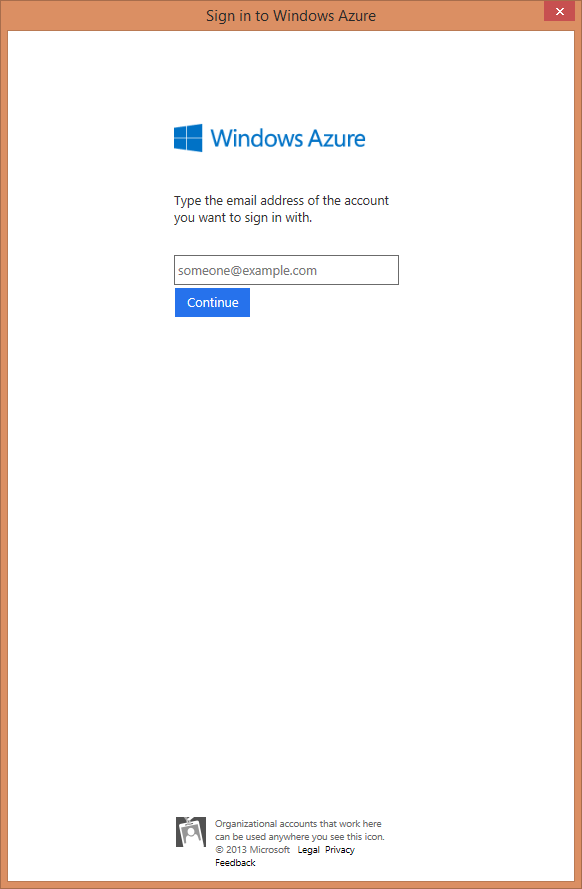 Sign in to Windows Azure
Windows Azure
Type the email address of the account
you want to sign in with.
someone@example.com
Continue
Organizational accounts that work here
can be used anywhere you see this icon.
© 2013 Microsoft Legal Privacy
Feedback